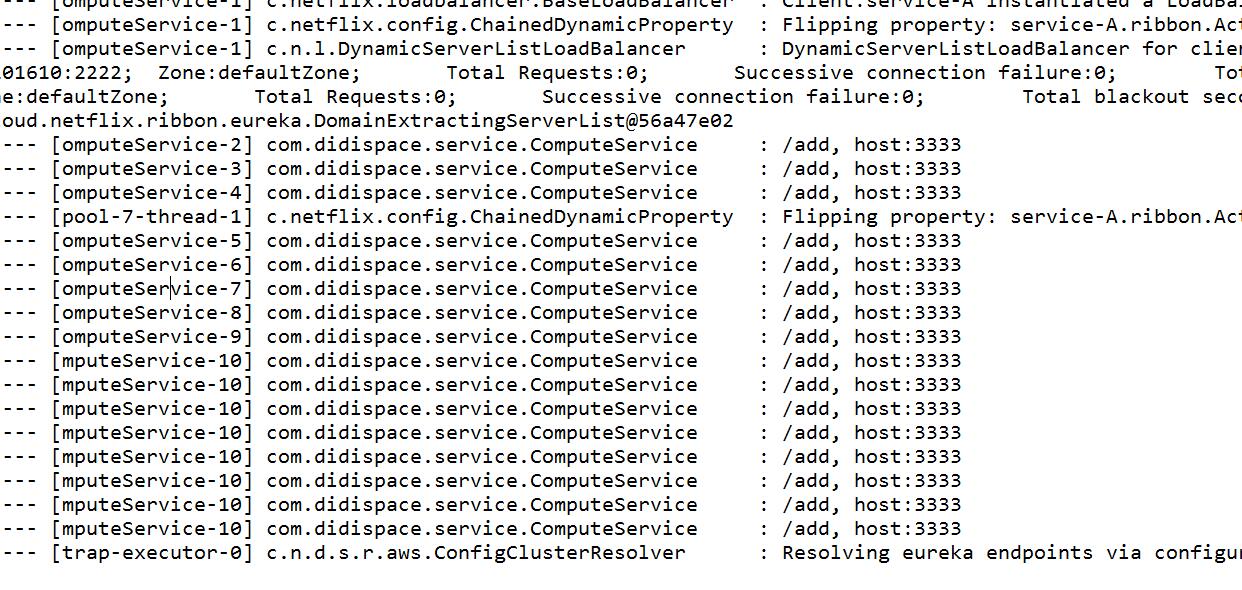 --- [omputeService-1] c.netflix.loadbalancer.BaseLoadBalancer : Client:service-A instantiated a LoadBal
--- [omputeService-1] c.netflix.config.ChainedDynamicProperty : Flipping property: service-A.ribbon.Act
--- [omputeService-1] c.n.l.DynamicServerListLoadBalancer : DynamicServerListLoadBalancer for clien
01610:2222; Zone:defaultZone; Total Requests:0; Successive connection failure:0; Tot
e:defaultZone; Total Requests:0; Successive connection failure:0; Total blackout seco
oud.netflix.ribbon.eureka.DomainExtractingServerList@56a47e02
--- [omputeService-2] com.didispace.service.ComputeService : /add, host:3333
--- [omputeService-3] com.didispace.service.ComputeService : /add, host:3333
--- [omputeService-4] com.didispace.service.ComputeService : /add, host:3333
--- [pool-7-thread-1] c.netflix.config.ChainedDynamicProperty : Flipping property: service-A.ribbon.Act
--- [omputeService-5] com.didispace.service.ComputeService : /add, host:3333
--- [omputeService-6] com.didispace.service.ComputeService : /add, host:3333
--- [omputeService-7] com.didispace.service.ComputeService : /add, host:3333
--- [omputeService-8] com.didispace.service.ComputeService : /add, host:3333
--- [omputeService-9] com.didispace.service.ComputeService : /add, host:3333
--- [mputeService-10] com.didispace.service.ComputeService : /add, host:3333
--- [mputeService-10] com.didispace.service.ComputeService : /add, host:3333
--- [mputeService-10] com.didispace.service.ComputeService : /add, host:3333
--- [mputeService-10] com.didispace.service.ComputeService : /add, host:3333
--- [mputeService-10] com.didispace.service.ComputeService : /add, host:3333
--- [mputeService-10] com.didispace.service.ComputeService : /add, host:3333
--- [mputeService-10] com.didispace.service.ComputeService : /add, host:3333
--- [mputeService-10] com.didispace.service.ComputeService : /add, host:3333
--- [trap-executor-0] c.n.d.s.r.aws.ConfigClusterResolver : Resolving eureka endpoints via configur